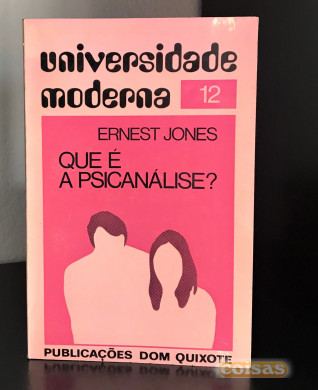 universidade
moderna 12
ERNEST JONES
QUE É
A PSICANÁLISE?
PUBLICAÇÕES DOM QUIXOTE
coisas